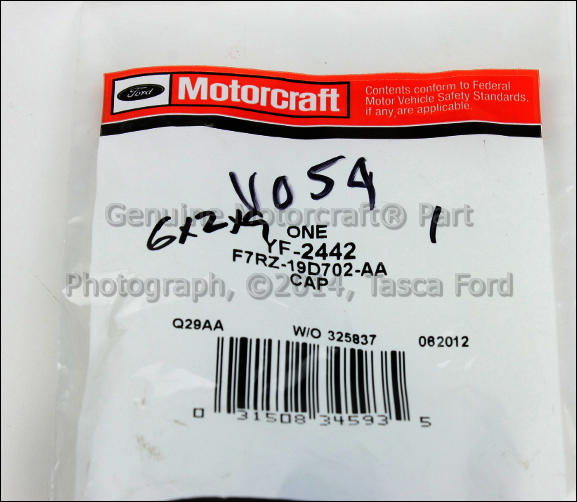 Ford
Motorcraft
Contents conform to Federal
Motor Vehicle Safety Standards,
if any are applicable.
V054
Genuine Motorcraft® Part
6x2x9
1
ONE
YF-2442
F7RZ-19D702-AA
CAP
Photograph, ©2014, Tasca Ford
Q29AA W/O 325837 062012
0 31508 34593 5